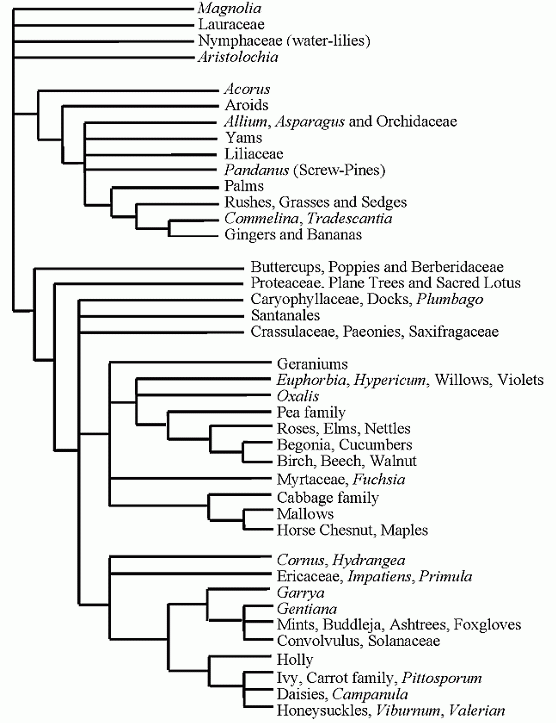 Magnolia
Lauraceae
Nymphaceae (water-lilies)
Aristolochia
Acorus
Aroids
Allium, Asparagus and Orchidaceae
Yams
Liliaceae
Pandanus (Screw-Pines)
Palms
Rushes, Grasses and Sedges
Commelina, Tradescantia
Gingers and Bananas
Buttercups, Poppies and Berberidaceae
Proteaceae. Plane Trees and Sacred Lotus
Caryophyllaceae, Docks, Plumbago
Santanales
Crassulaceae, Paeonies, Saxifragaceae
Geraniums
Euphorbia, Hypericum, Willows, Violets
Oxalis
Pea family
Roses, Elms, Nettles
Begonia, Cucumbers
Birch, Beech, Walnut
Myrtaceae, Fuchsia
Cabbage family
Mallows
Horse Chesnut, Maples
Cornus, Hydrangea
Ericaceae, Impatiens, Primula
Garrya
Gentiana
Mints, Buddleja, Ashtrees, Foxgloves
Convolvulus, Solanaceae
Holly
Ivy, Carrot family, Pittosporum
Daisies, Campanula
Honeysuckles, Viburnum, Valerian